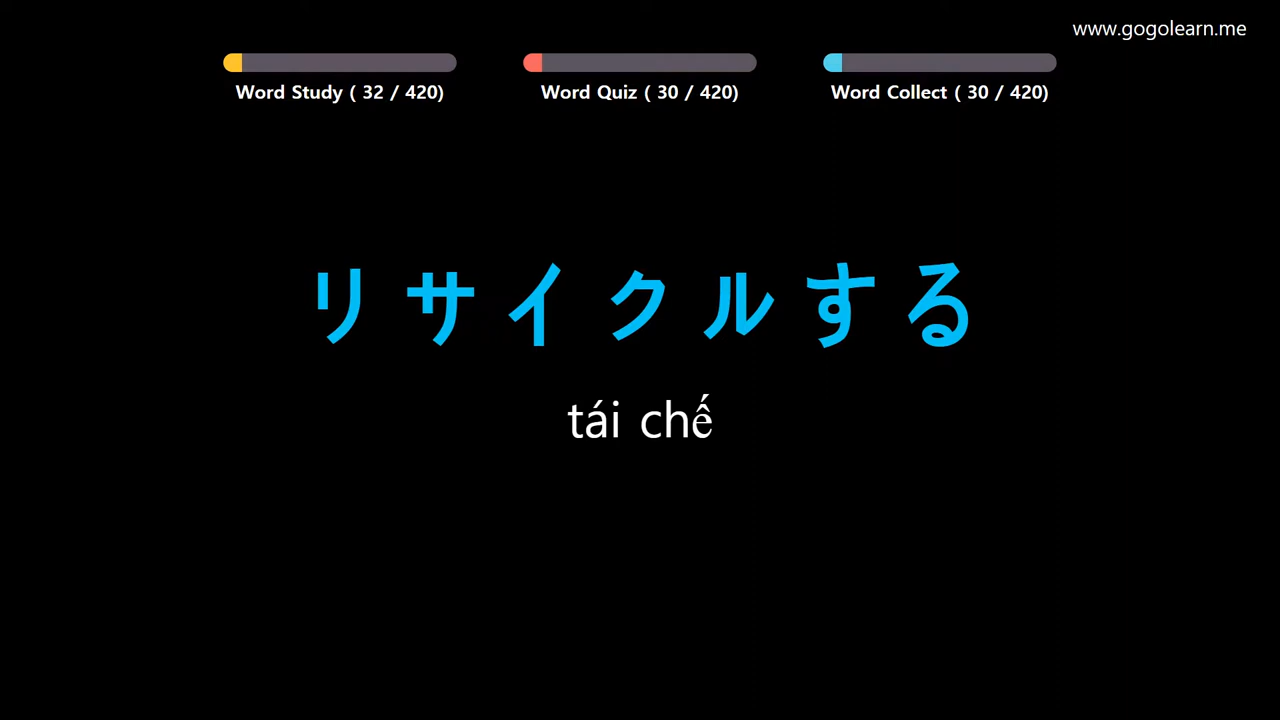 www.gogolearn.me
Word Study ( 32 / 420)
Word Quiz ( 30 / 420)
Word Collect ( 30 / 420)
リサイクルする
tái chế